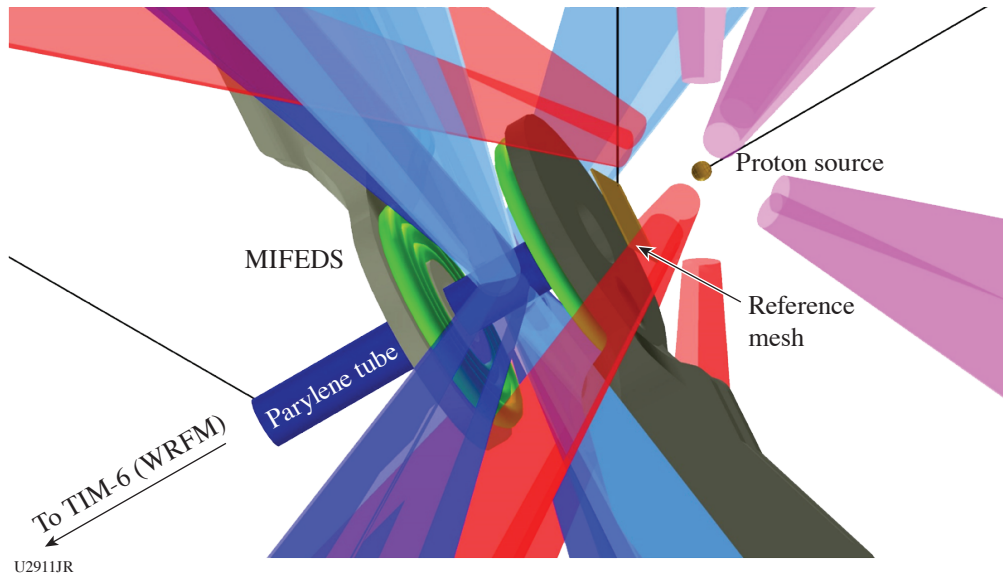 Proton source
MIFEDS
Reference
mesh
Parylene tube
To TIM-6 (WRFM)
U2911JR